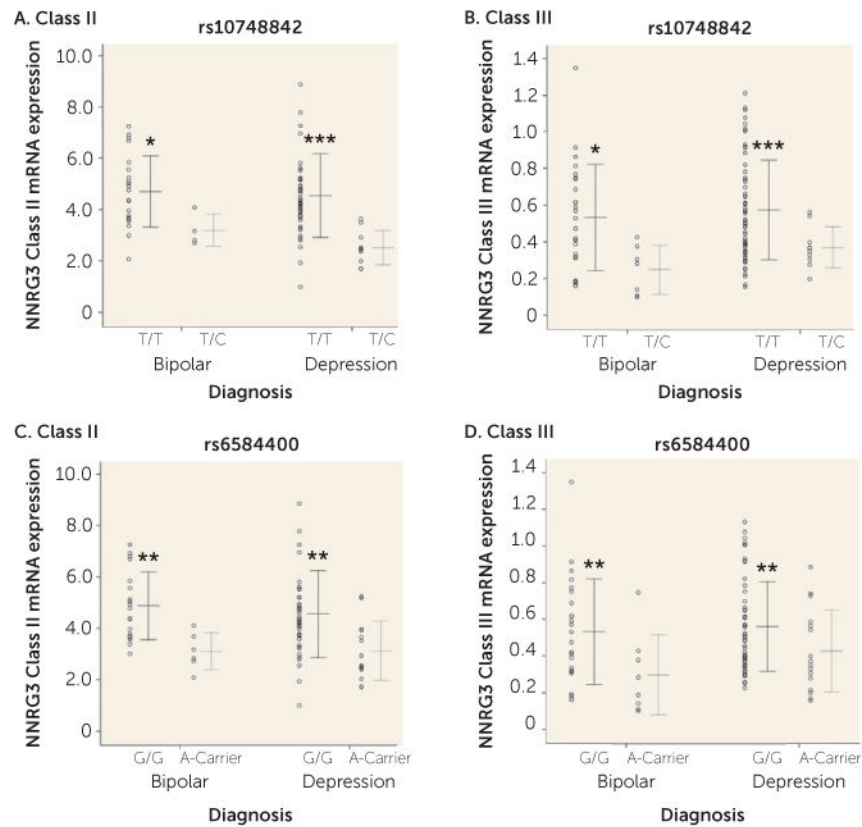 A. Class II
rs10748842
NNRG3 Class II mRNA expression
10.0
8.0
6.0
4.0
2.0
0
*
***
T/T T/C T/T T/C
Bipolar Depression
Diagnosis
B. Class III
rs10748842
NNRG3 Class III mRNA expression
1.4
1.2
1.0
0.8
0.6
0.4
0.2
0
*
***
T/T T/C T/T T/C
Bipolar Depression
Diagnosis
C. Class II
rs6584400
NNRG3 Class II mRNA expression
10.0
8.0
6.0
4.0
2.0
0
**
**
G/G A-Carrier G/G A-Carrier
Bipolar Depression
Diagnosis
D. Class III
rs6584400
NNRG3 Class III mRNA expression
1.4
1.2
1.0
0.8
0.6
0.4
0.2
0
**
**
G/G A-Carrier G/G A-Carrier
Bipolar Depression
Diagnosis